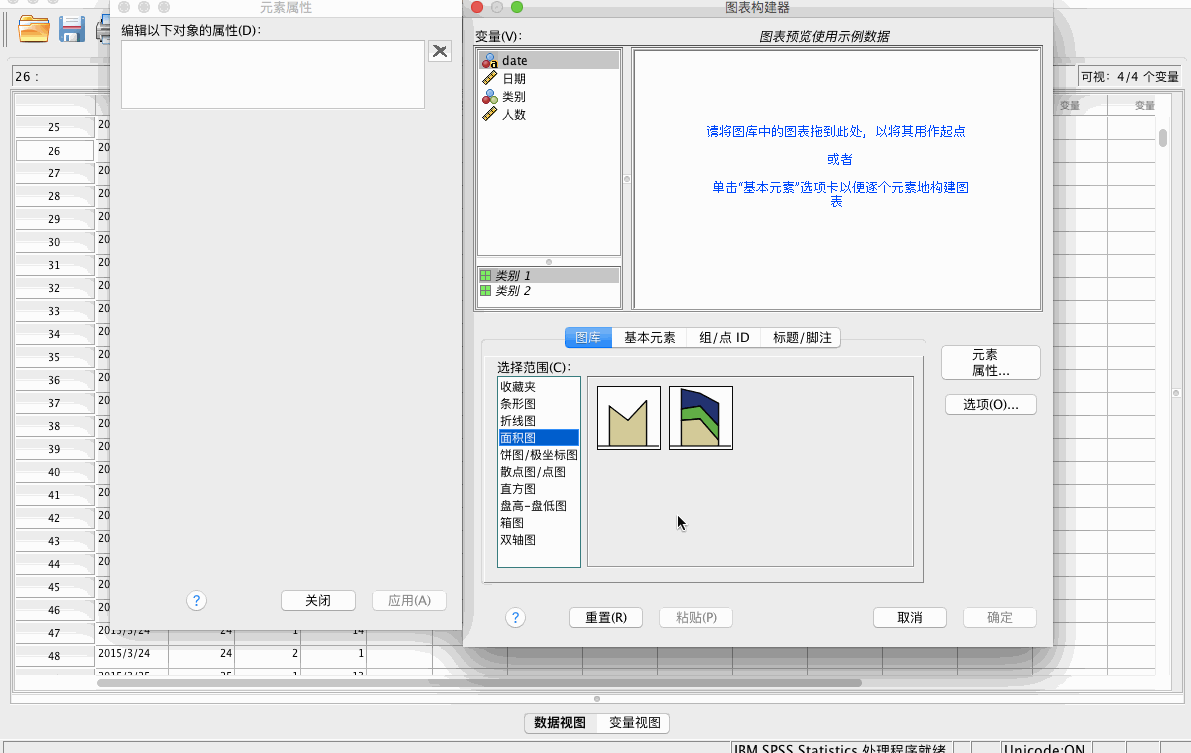 元素属性
编辑以下对象的属性(D):
?
关闭
应用(A)
图表构建器
变量(V):
图表预览使用示例数据
date
日期
类别
人数
类别 1
类别 2
请将图库中的图表拖到此处，以将其用作起点
或者
单击“基本元素”选项卡以便逐个元素地构建图
表
图库 基本元素 组/点 ID 标题/脚注
选择范围(C):
收藏夹
条形图
折线图
面积图
饼图/极坐标图
散点图/点图
直方图
盘高-盘低图
箱图
双轴图
元素
属性...
选项(O)...
?
重置(R)
粘贴(P)
取消
确定
26 :
可视: 4/4 个变量
变量 变量
25 20
26 20
27 20
28 20
29 20
30 20
31 20
32 20
33 20
34 20
35 20
36 20
37 20
38 20
39 20
40 20
41 20
42 20
43 20
44 20
45 20
46 20
47 2015/3/24 24 1 14
48 2015/3/24 24 2 1
2015/3/25 25 1
数据视图 变量视图
IBM SPSS Statistics 处理程序就绪
Unicode:ON